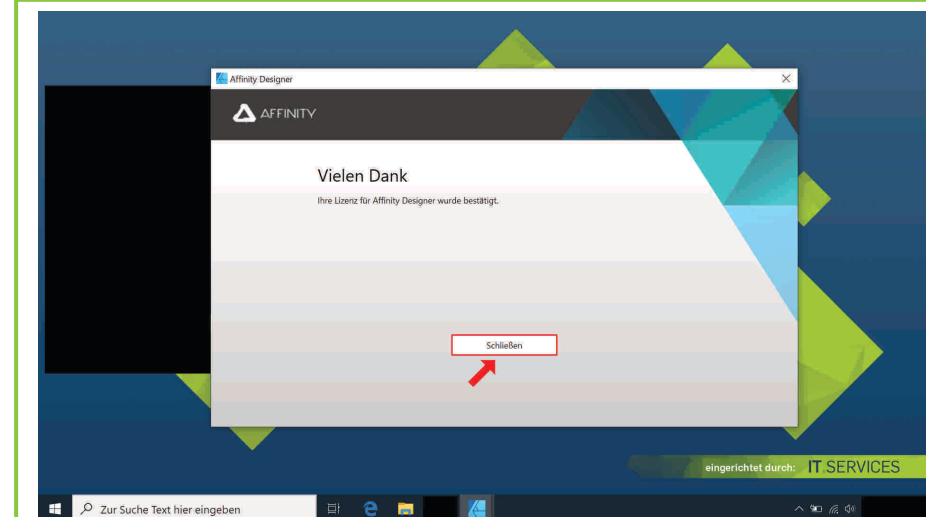 Affinity Designer
AFFINITY
Vielen Dank
Ihre Lizenz für Affinity Designer wurde bestätigt.
Schließen
eingerichtet durch: IT.SERVICES
Zur Suche Text hier eingeben